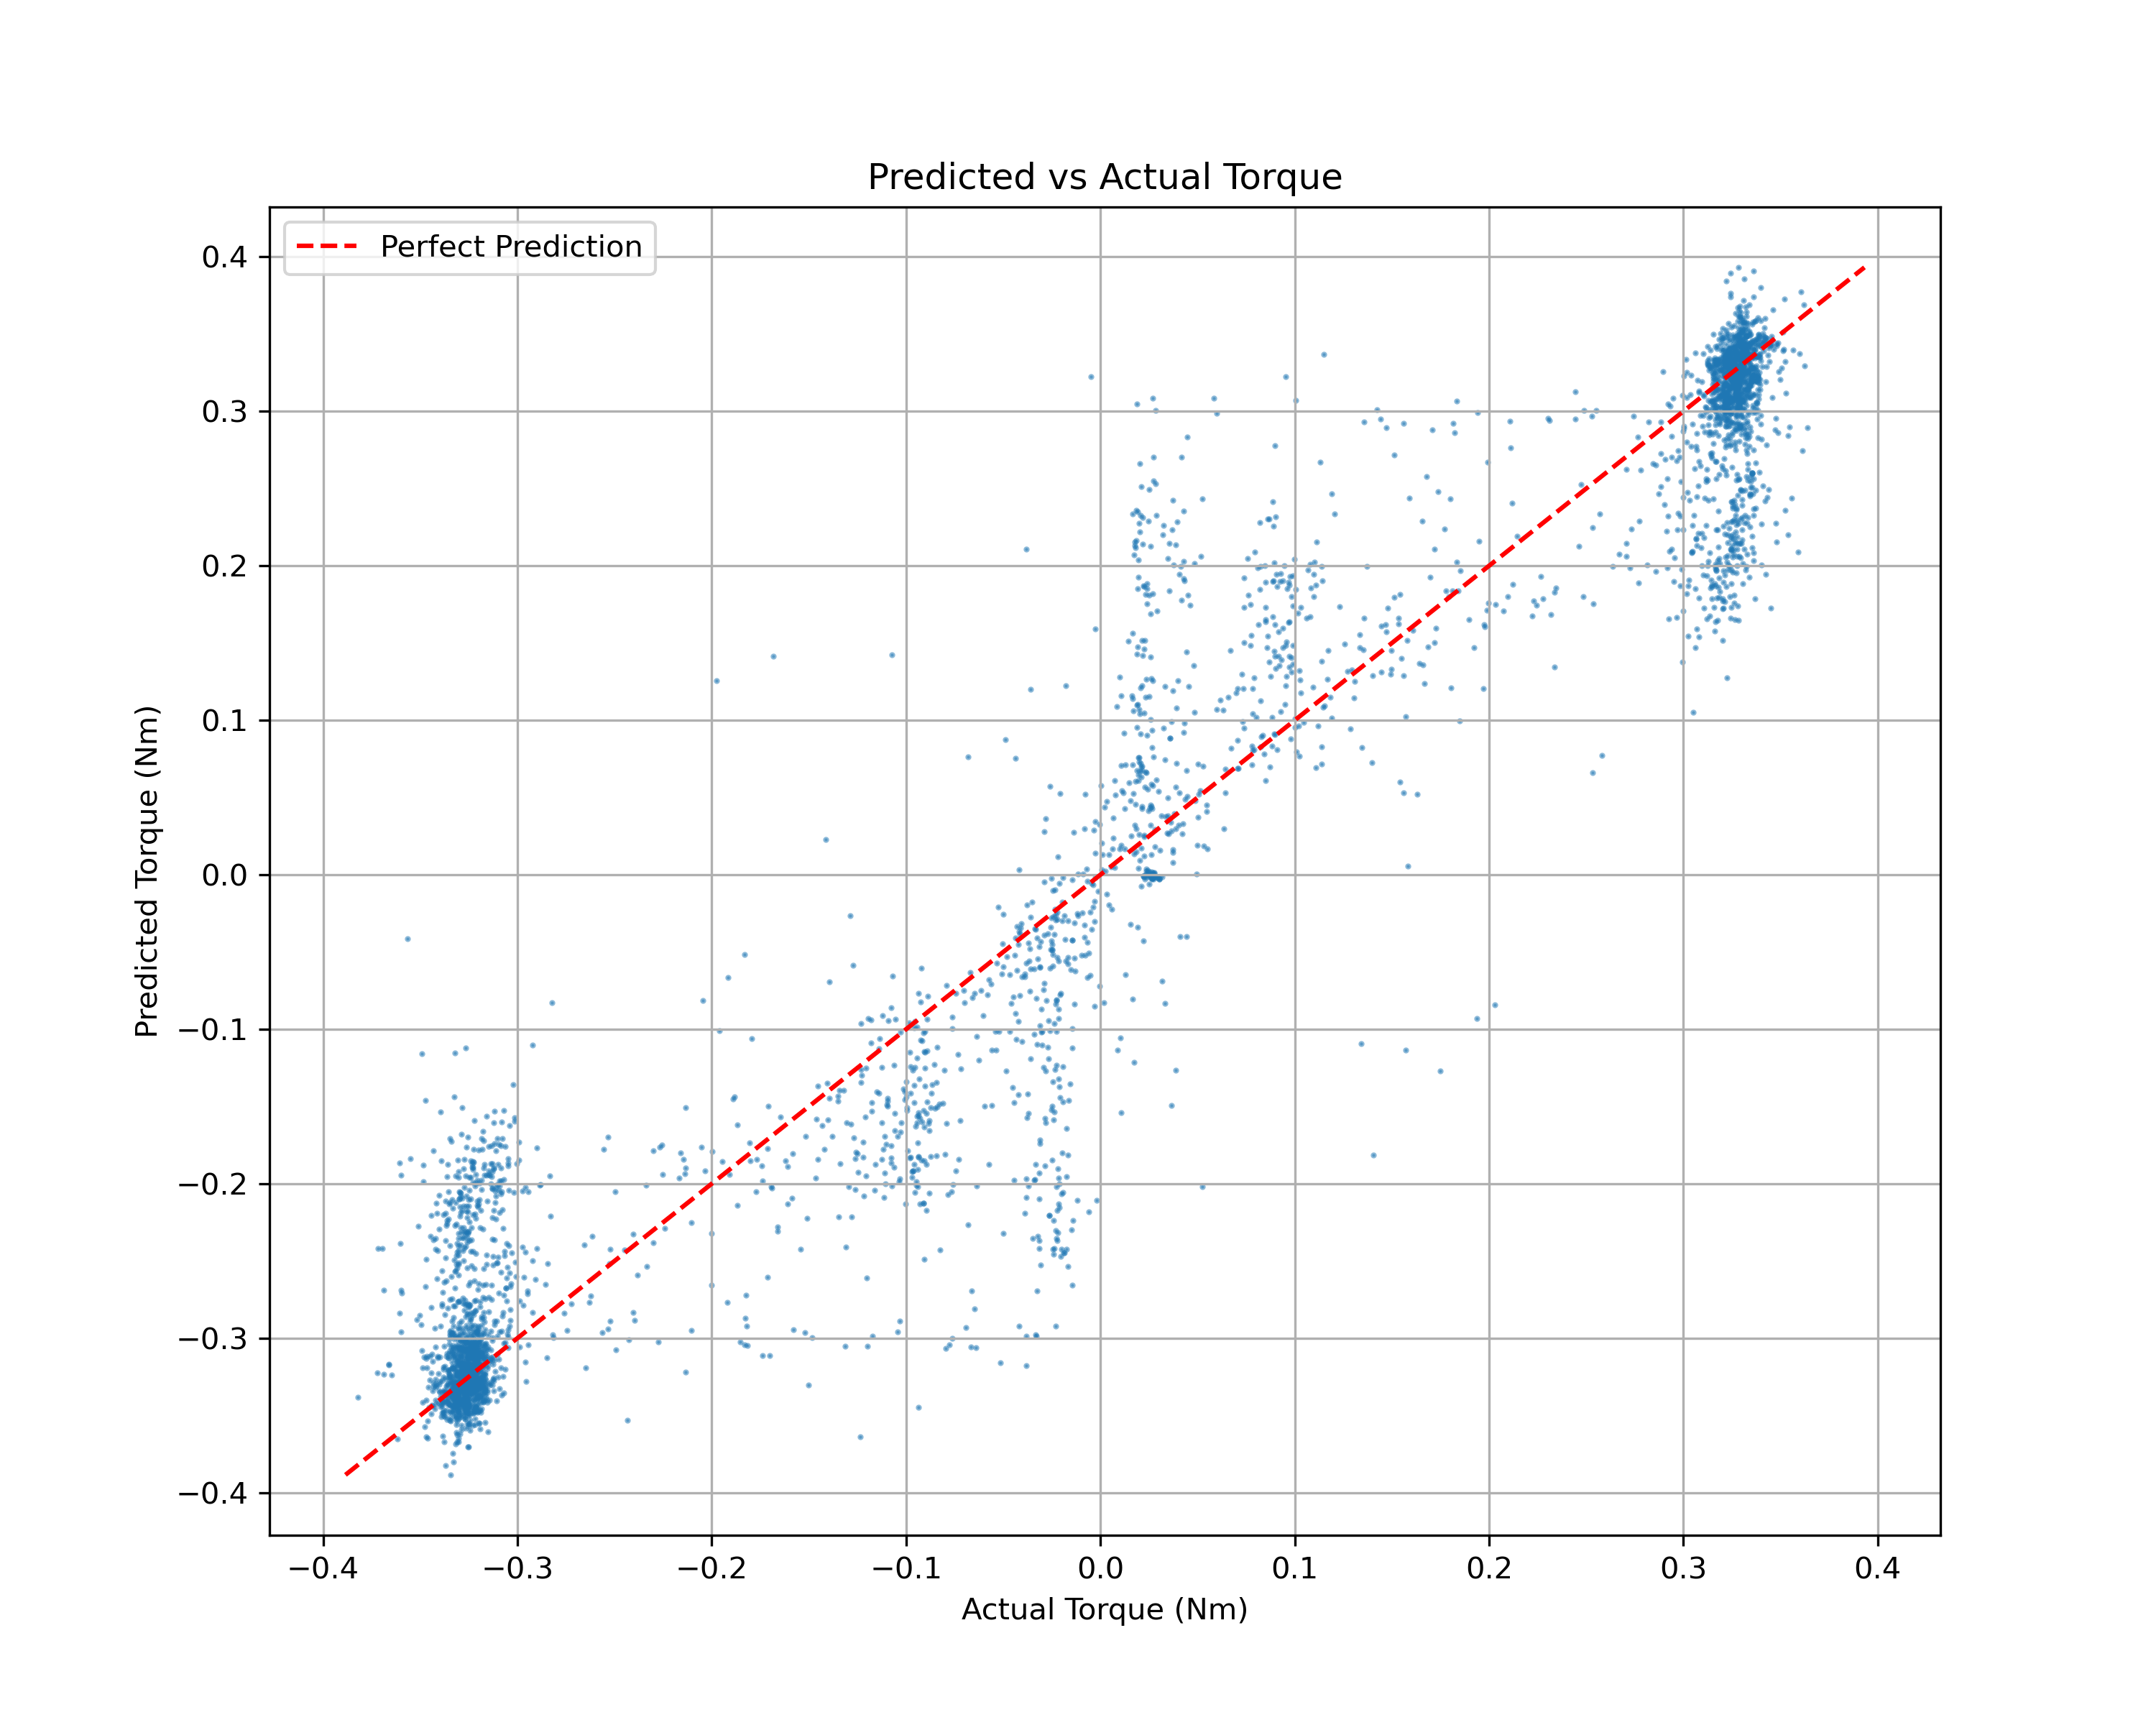 Predicted vs Actual Torque
Perfect Prediction
Predicted Torque (Nm)
0.4
0.3
0.2
0.1
0.0
−0.1
−0.2
−0.3
−0.4
−0.4 −0.3 −0.2 −0.1 0.0 0.1 0.2 0.3 0.4
Actual Torque (Nm)